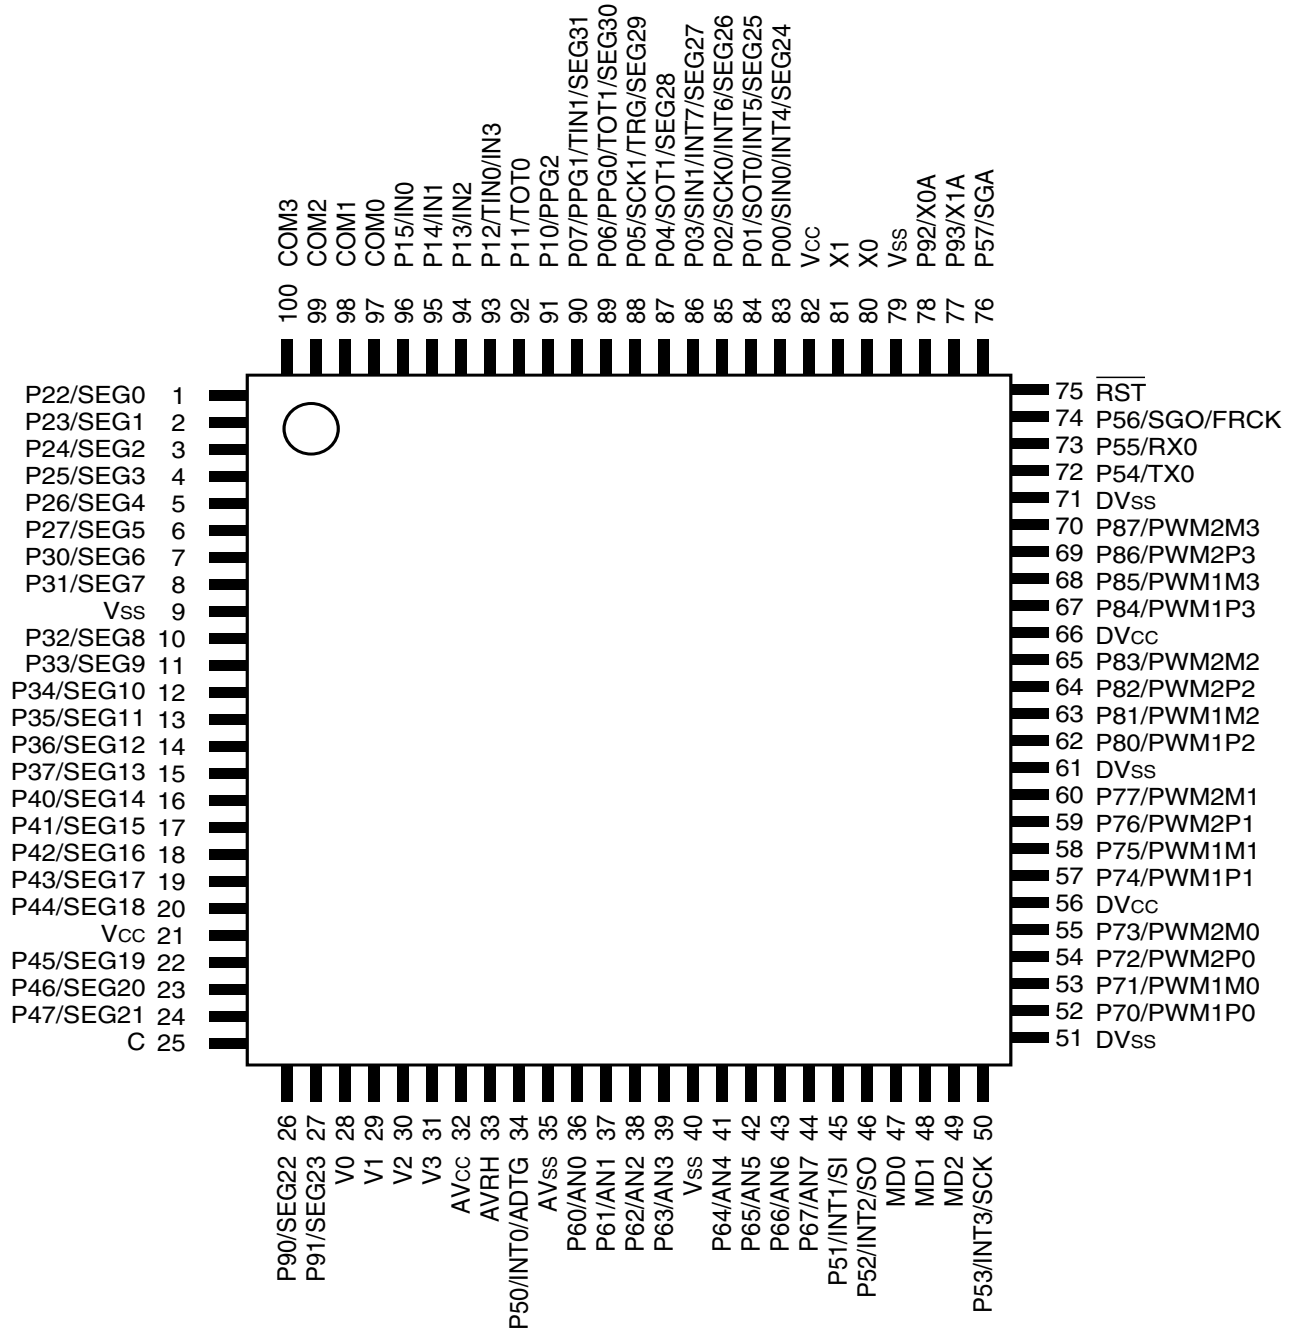 100 COM3
99 COM2
98 COM1
97 COM0
96 P15/IN0
95 P14/IN1
94 P13/IN2
93 P12/TIN0/IN3
92 P11/TOT0
91 P10/PPG2
90 P07/PPG1/TIN1/SEG31
89 P06/PPG0/TOT1/SEG30
88 P05/SCK1/TRG/SEG29
87 P04/SOT1/SEG28
86 P03/SIN1/INT7/SEG27
85 P02/SCK0/INT6/SEG26
84 P01/SOT0/INT5/SEG25
83 P00/SIN0/INT4/SEG24
82 Vcc
81 X1
80 X0
79 Vss
78 P92/X0A
77 P93/X1A
76 P57/SGA
P22/SEG0 1
P23/SEG1 2
P24/SEG2 3
P25/SEG3 4
P26/SEG4 5
P27/SEG5 6
P30/SEG6 7
P31/SEG7 8
Vss 9
P32/SEG8 10
P33/SEG9 11
P34/SEG10 12
P35/SEG11 13
P36/SEG12 14
P37/SEG13 15
P40/SEG14 16
P41/SEG15 17
P42/SEG16 18
P43/SEG17 19
P44/SEG18 20
Vcc 21
P45/SEG19 22
P46/SEG20 23
P47/SEG21 24
C 25
75 RST
74 P56/SGO/FRCK
73 P55/RX0
72 P54/TX0
71 DVss
70 P87/PWM2M3
69 P86/PWM2P3
68 P85/PWM1M3
67 P84/PWM1P3
66 DVcc
65 P83/PWM2M2
64 P82/PWM2P2
63 P81/PWM1M2
62 P80/PWM1P2
61 DVss
60 P77/PWM2M1
59 P76/PWM2P1
58 P75/PWM1M1
57 P74/PWM1P1
56 DVcc
55 P73/PWM2M0
54 P72/PWM2P0
53 P71/PWM1M0
52 P70/PWM1P0
51 DVss
P90/SEG22 26
P91/SEG23 27
V0 28
V1 29
V2 30
V3 31
AVcc 32
AVRH 33
P50/INT0/ADTG 34
AVss 35
P60/AN0 36
P61/AN1 37
P62/AN2 38
P63/AN3 39
Vss 40
P64/AN4 41
P65/AN5 42
P66/AN6 43
P67/AN7 44
P51/INT1/SI 45
P52/INT2/SO 46
MD0 47
MD1 48
MD2 49
P53/INT3/SCK 50